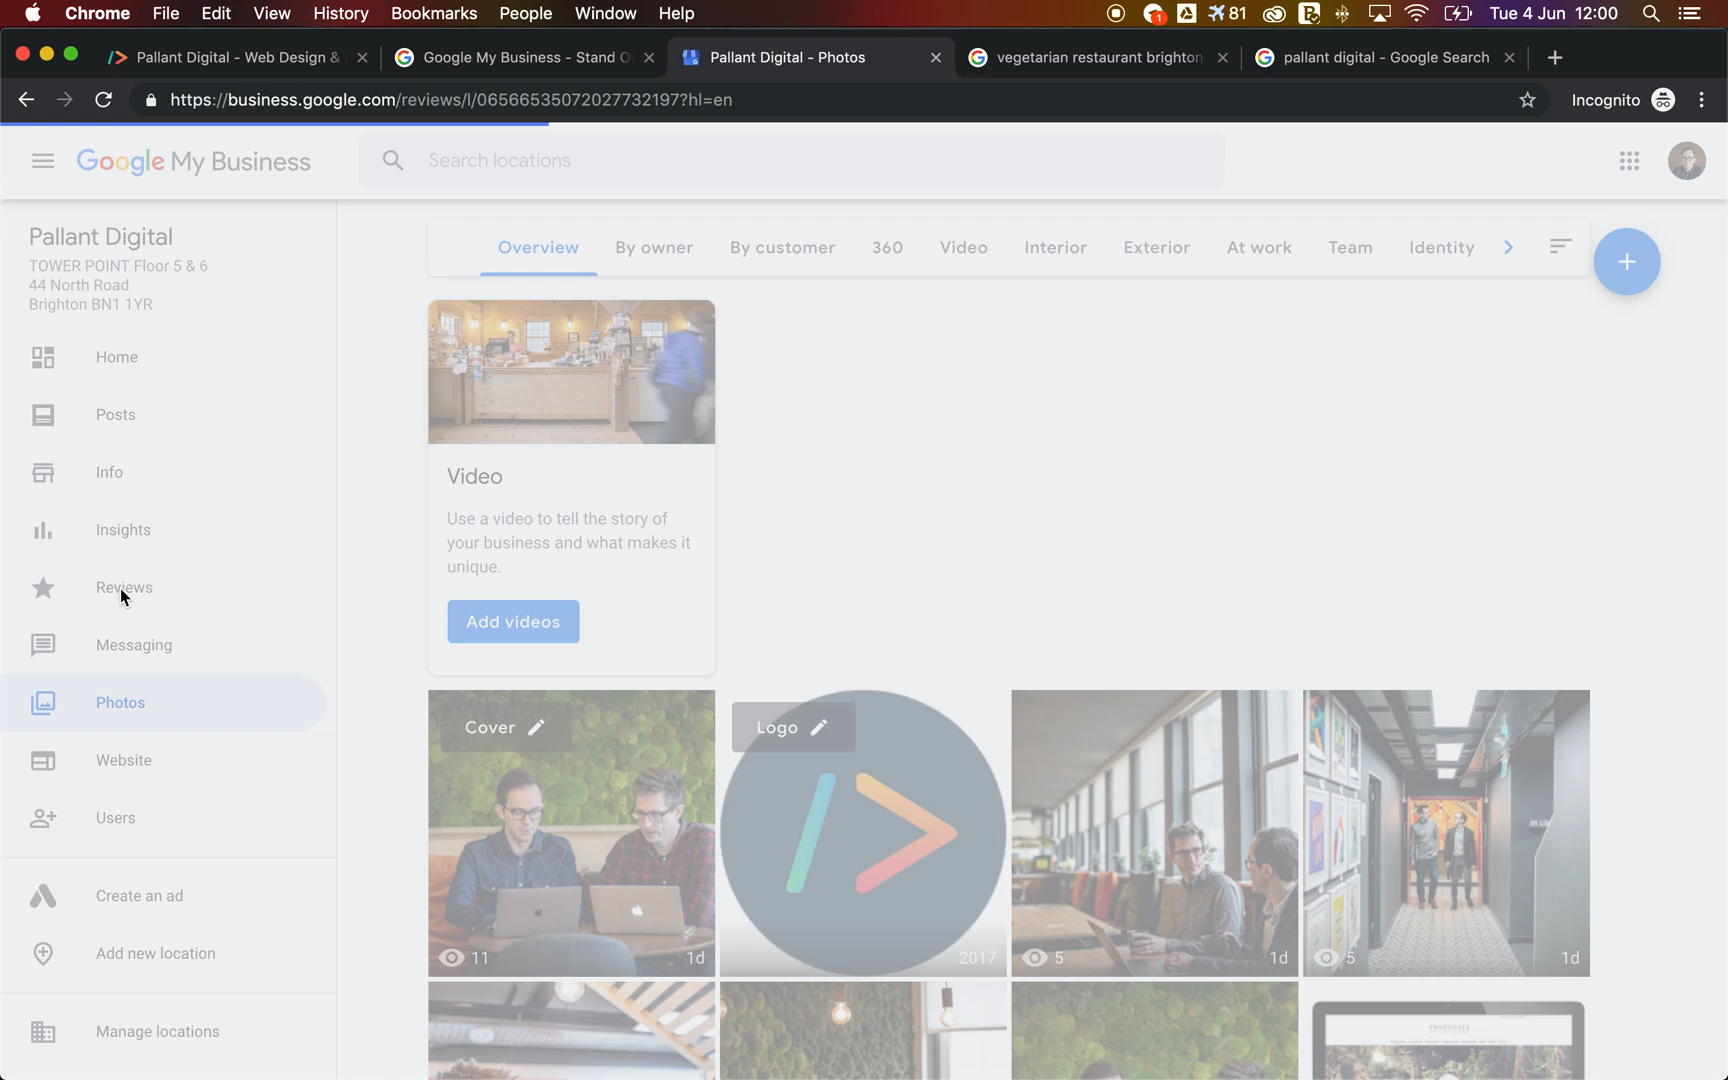 Chrome File Edit View History Bookmarks People Window Help 1 81 Tue 4 Jun 12:00
Pallant Digital - Web Design & Google My Business - Stand O Pallant Digital - Photos vegetarian restaurant brighton pallant digital - Google Search
https://business.google.com/reviews/l/06566535072027732197?hl=en Incognito
Google My Business Search locations
Pallant Digital
TOWER POINT Floor 5 & 6
44 North Road
Brighton BN1 1YR
Home
Posts
Info
Insights
Reviews
Messaging
Photos
Website
Users
Create an ad
Add new location
Manage locations
Overview By owner By customer 360 Video Interior Exterior At work Team Identity
Video
Use a video to tell the story of
your business and what makes it
unique.
Add videos
Cover Logo
11 1d 2017 5 1d 5 1d
PROPOSALS